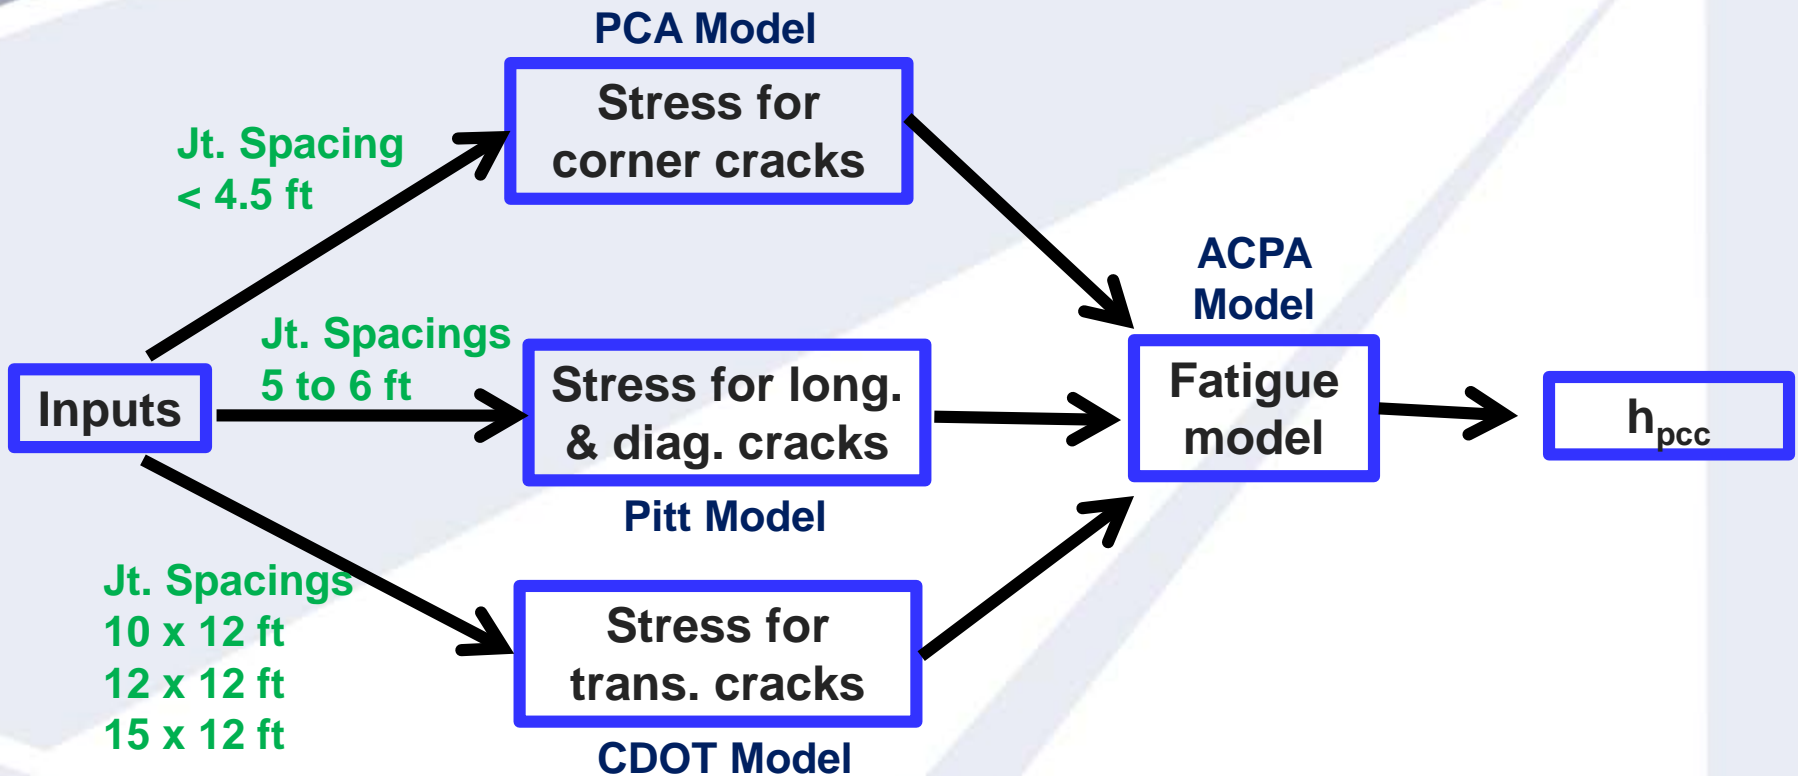 PCA Model
Stress for
corner cracks
Jt. Spacing
< 4.5 ft
ACPA
Model
Jt. Spacings
5 to 6 ft
Inputs
Stress for long.
& diag. cracks
Fatigue
model
hpcc
Pitt Model
Jt. Spacings
10 x 12 ft
12 x 12 ft
15 x 12 ft
Stress for
trans. cracks
CDOT Model